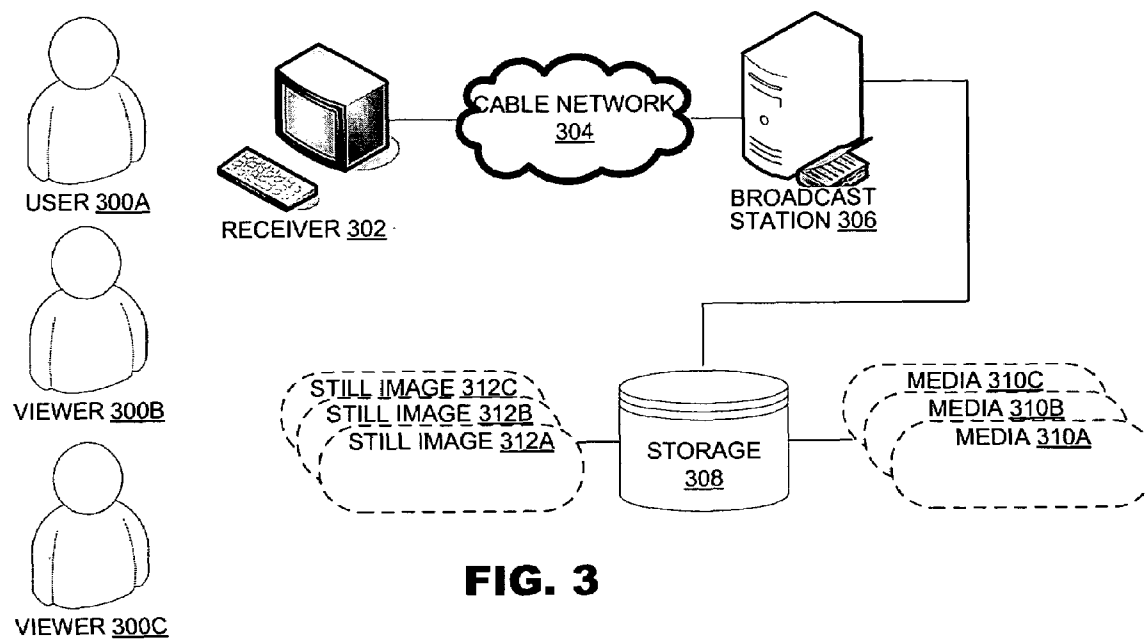 USER 300A
VIEWER 300B
VIEWER 300C
RECEIVER 302
CABLE NETWORK
304
BROADCAST
STATION 306
STILL IMAGE 312C
STILL IMAGE 312B
STILL IMAGE 312A
STORAGE
308
MEDIA 310C
MEDIA 310B
MEDIA 310A
FIG. 3